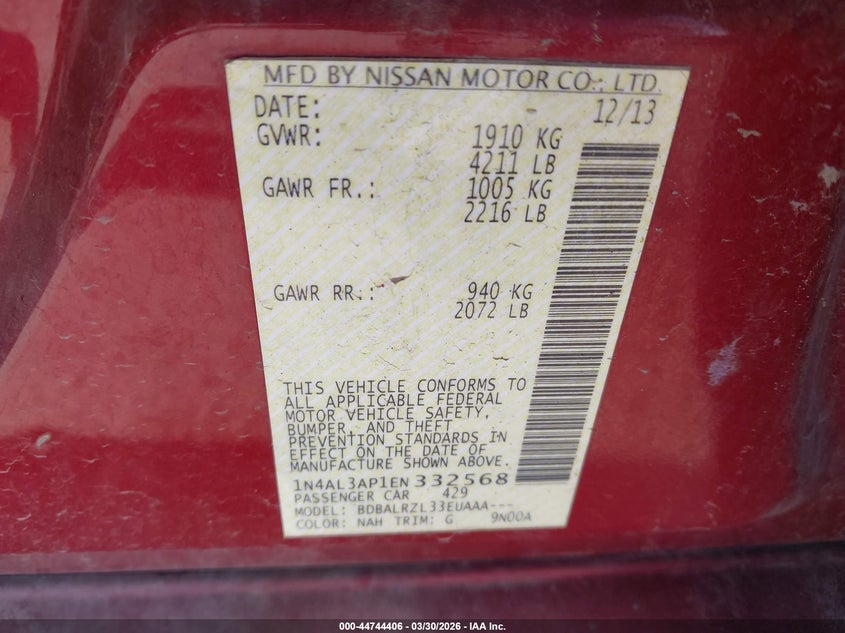 MFD BY NISSAN MOTOR CO., LTD.
DATE: 12/13
GVWR: 1910 KG
4211 LB
GAWR FR.: 1005 KG
2216 LB
GAWR RR.: 940 KG
2072 LB
THIS VEHICLE CONFORMS TO
ALL APPLICABLE FEDERAL
MOTOR VEHICLE SAFETY,
BUMPER, AND THEFT
PREVENTION STANDARDS IN
EFFECT ON THE DATE OF
MANUFACTURE SHOWN ABOVE.
1N4AL3AP1EN 332568
PASSENGER CAR 429
MODEL: BDBALRZL33EUAAA---
COLOR: NAH TRIM: G 9N00A
000-44744406 - 03/30/2026 - IAA Inc.